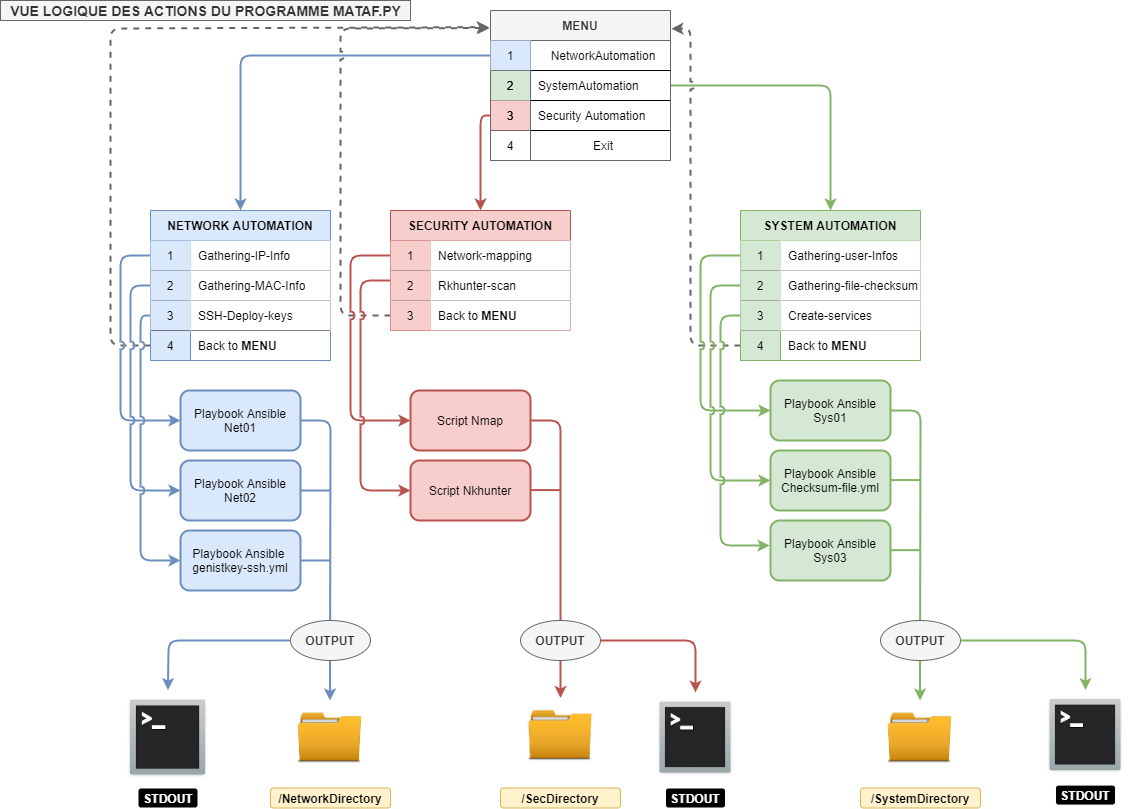 VUE LOGIQUE DES ACTIONS DU PROGRAMME MATAF.PY
MENU
1 NetworkAutomation
2 SystemAutomation
3 Security Automation
4 Exit
NETWORK AUTOMATION
1 Gathering-IP-Info
2 Gathering-MAC-Info
3 SSH-Deploy-keys
4 Back to MENU
SECURITY AUTOMATION
1 Network-mapping
2 Rkhunter-scan
3 Back to MENU
SYSTEM AUTOMATION
1 Gathering-user-Infos
2 Gathering-file-checksum
3 Create-services
4 Back to MENU
Playbook Ansible
Net01
Playbook Ansible
Net02
Playbook Ansible
genistkey-ssh.yml
Script Nmap
Script Nkhunter
Playbook Ansible
Sys01
Playbook Ansible
Checksum-file.yml
Playbook Ansible
Sys03
OUTPUT
OUTPUT
OUTPUT
>_
>_
>_
STDOUT
/NetworkDirectory
/SecDirectory
STDOUT
/SystemDirectory
STDOUT